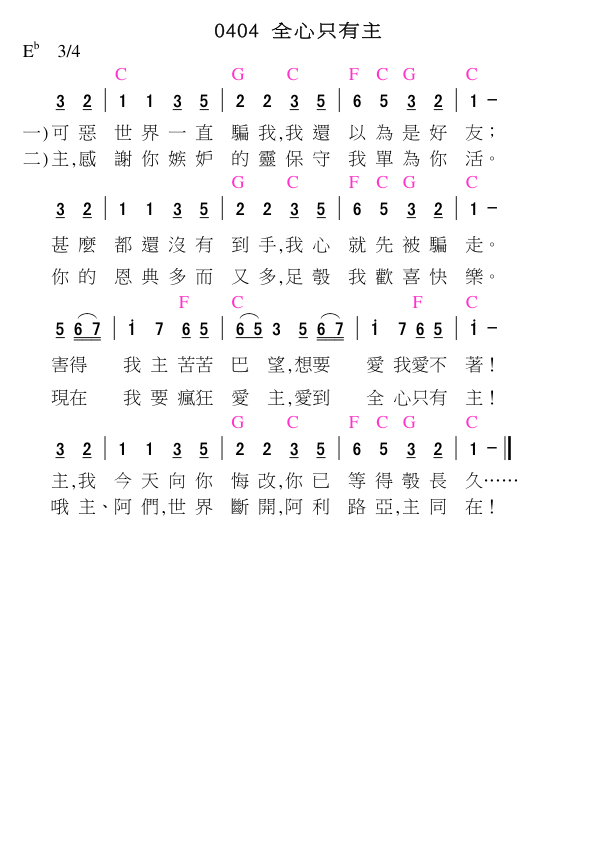 0404 全心只有主
E♭ 3/4
C G C F C G C
3 2 | 1 1 3 5 | 2 2 3 5 | 6 5 3 2 | 1 –
一)可惡 世界一直 騙我,我還 以為是好 友;
二)主,感 謝你嫉妒 的靈保守 我單為你 活。
G C F C G C
3 2 | 1 1 3 5 | 2 2 3 5 | 6 5 3 2 | 1 –
甚麼 都還沒有 到手,我心 就先被騙 走。
你的 恩典多而 又多,足彀 我歡喜快 樂。
F C F C
5 6 7 | i 7 6 5 | 6 5 3 5 6 7 | i 7 6 5 | i –
害得 我主苦苦 巴 望,想要 愛我愛不 著!
現在 我要瘋狂 愛 主,愛到 全心只有 主!
G C F C G C
3 2 | 1 1 3 5 | 2 2 3 5 | 6 5 3 2 | 1 – ‖
主,我 今天向你 悔改,你已 等得彀長 久……
哦主、阿們,世界 斷開,阿利 路亞,主同 在!